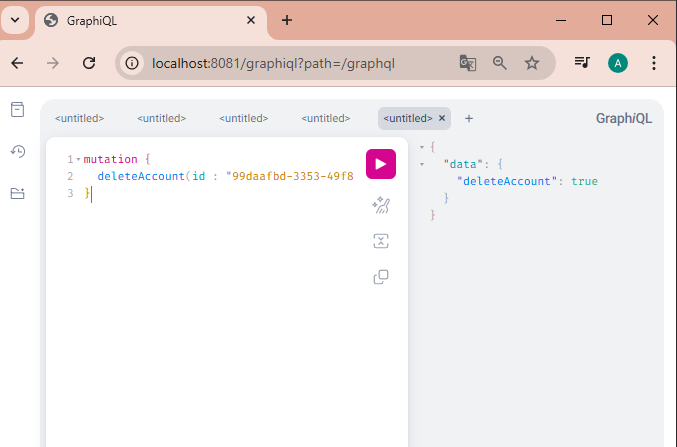 GraphiQL
localhost:8081/graphiql?path=/graphql
A
<untitled>
<untitled>
<untitled>
<untitled>
<untitled>
GraphiQL
1 mutation {
2 deleteAccount(id : "99daafbd-3353-49f8
3 }
{
"data": {
"deleteAccount": true
}
}